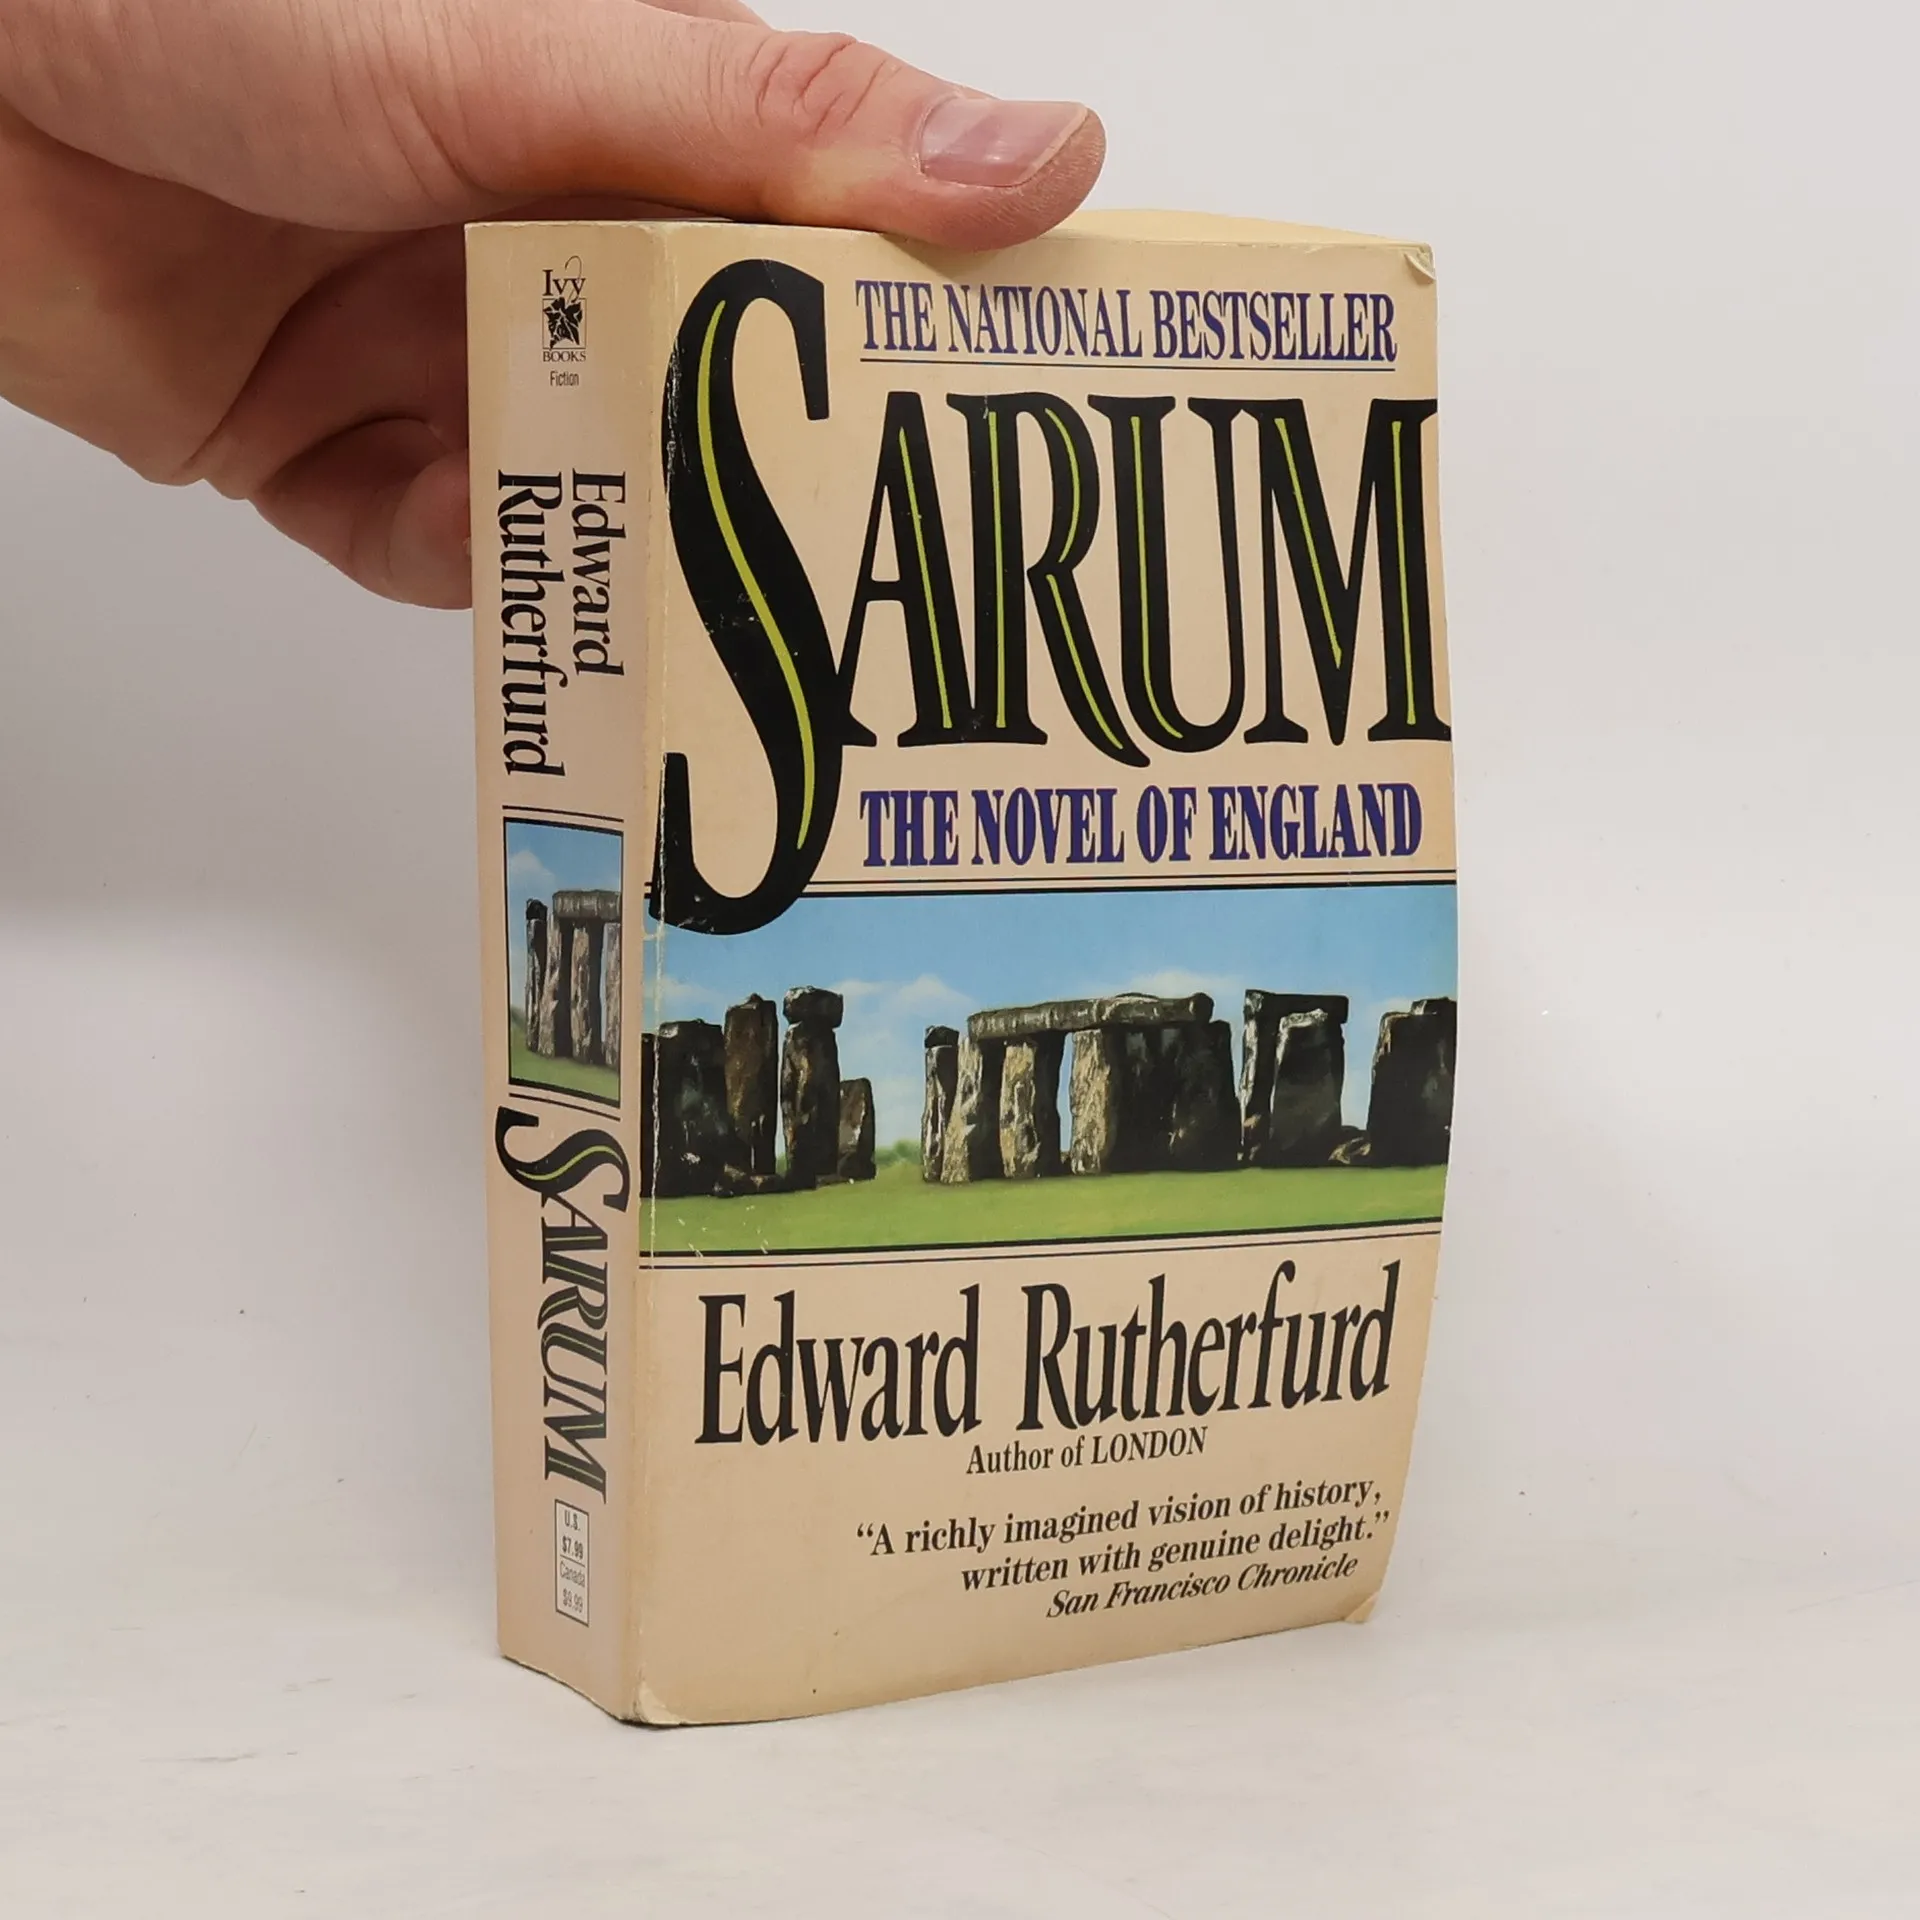 Ivy
BOOKS
Fiction
Edward
Rutherfurd
SARUM
U.S.
$7.99
Canada
$9.99
THE NATIONAL BESTSELLER
SARUM
THE NOVEL OF ENGLAND
Edward Rutherfurd
Author of LONDON
“A richly imagined vision of history,
written with genuine delight.”
San Francisco Chronicle